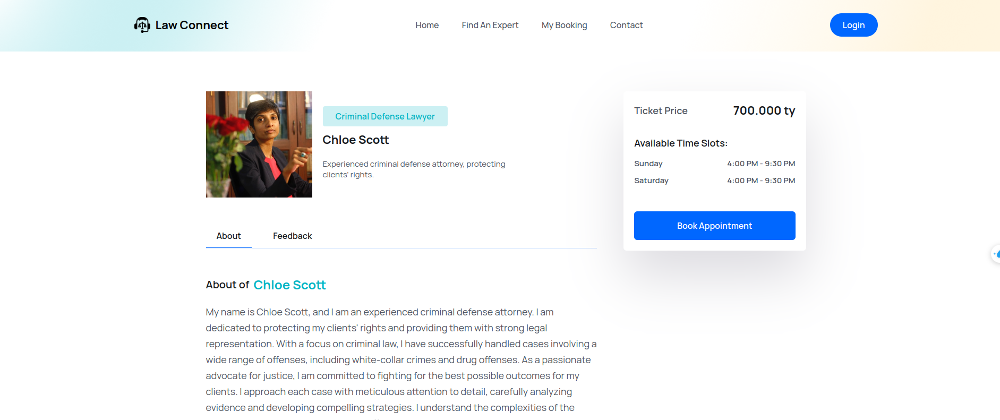 Law Connect
Home
Find An Expert
My Booking
Contact
Login
Criminal Defense Lawyer
Chloe Scott
Experienced criminal defense attorney, protecting
clients' rights.
Ticket Price
700.000 ty
Available Time Slots:
Sunday
4:00 PM - 9:30 PM
Saturday
4:00 PM - 9:30 PM
Book Appointment
About
Feedback
About of Chloe Scott
My name is Chloe Scott, and I am an experienced criminal defense attorney. I am
dedicated to protecting my clients' rights and providing them with strong legal
representation. With a focus on criminal law, I have successfully handled cases involving a
wide range of offenses, including white-collar crimes and drug offenses. As a passionate
advocate for justice, I am committed to fighting for the best possible outcomes for my
clients. I approach each case with meticulous attention to detail, carefully analyzing
evidence and developing compelling strategies. I understand the complexities of the